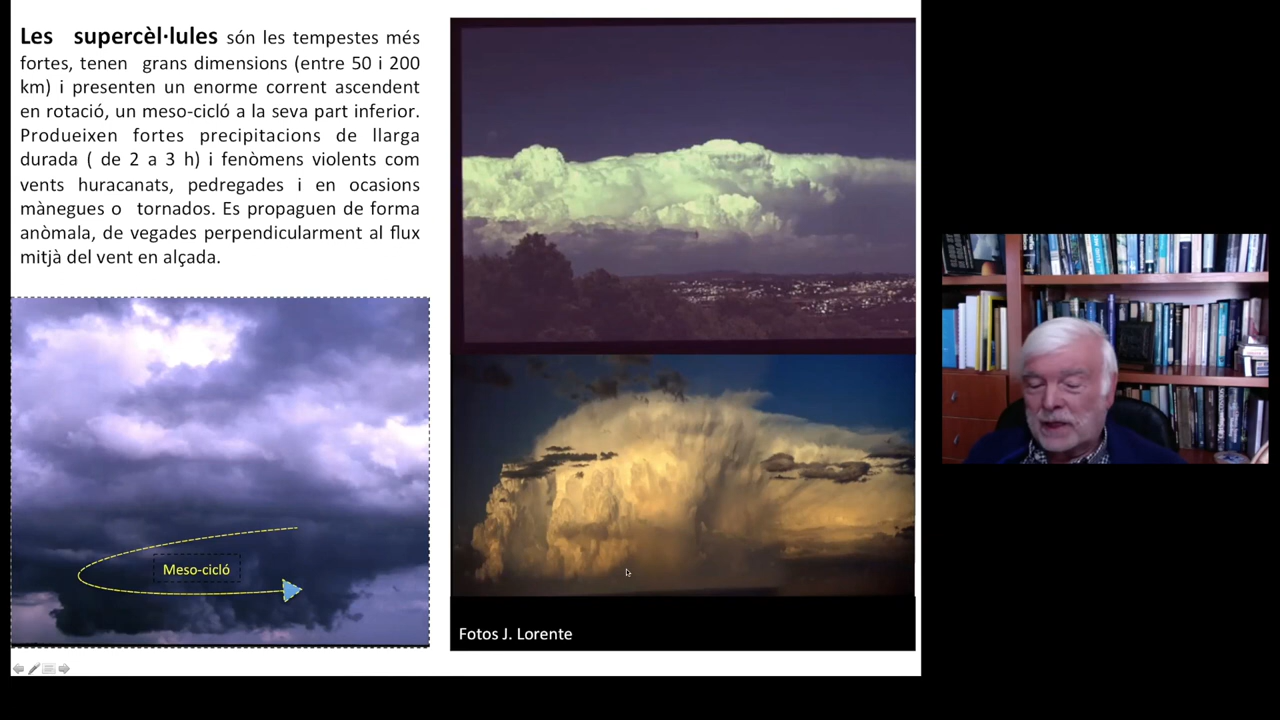 Les supercèl·lules són les tempestes més
fortes, tenen grans dimensions (entre 50 i 200
km) i presenten un enorme corrent ascendent
en rotació, un meso-cicló a la seva part inferior.
Produeixen fortes precipitacions de llarga
durada ( de 2 a 3 h) i fenòmens violents com
vents huracanats, pedregades i en ocasions
mànegues o tornados. Es propaguen de forma
anòmala, de vegades perpendicularment al flux
mitjà del vent en alçada.
Meso-cicló
Fotos J. Lorente